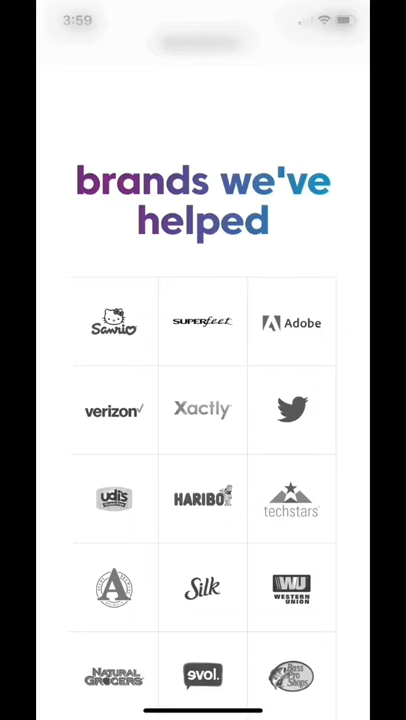 3:59
brands we've
helped
Sanrio
SUPERfeet
Adobe
verizon✓
Xactly
udi's
HARIBO
techstars
A
Silk
WU
WESTERN
UNION
NATURAL
GROCERS
evol.
Bass
Pro
Shops